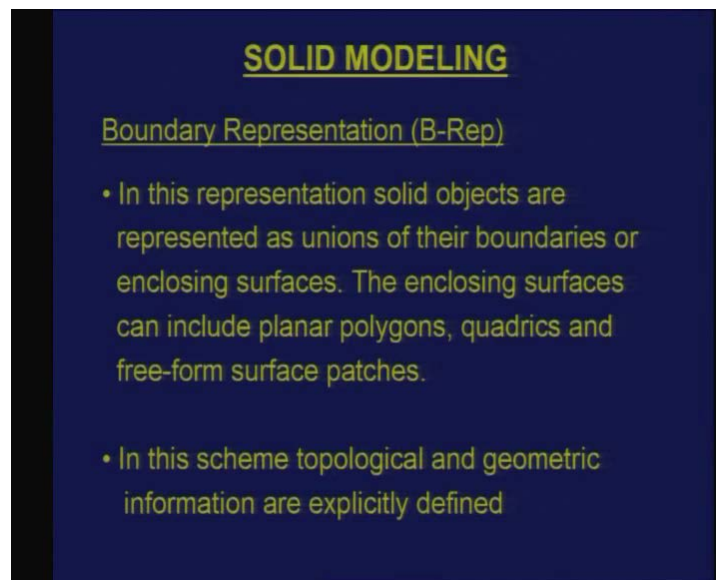 SOLID MODELING
Boundary Representation (B-Rep)
• In this representation solid objects are
represented as unions of their boundaries or
enclosing surfaces. The enclosing surfaces
can include planar polygons, quadrics and
free-form surface patches.
• In this scheme topological and geometric
information are explicitly defined